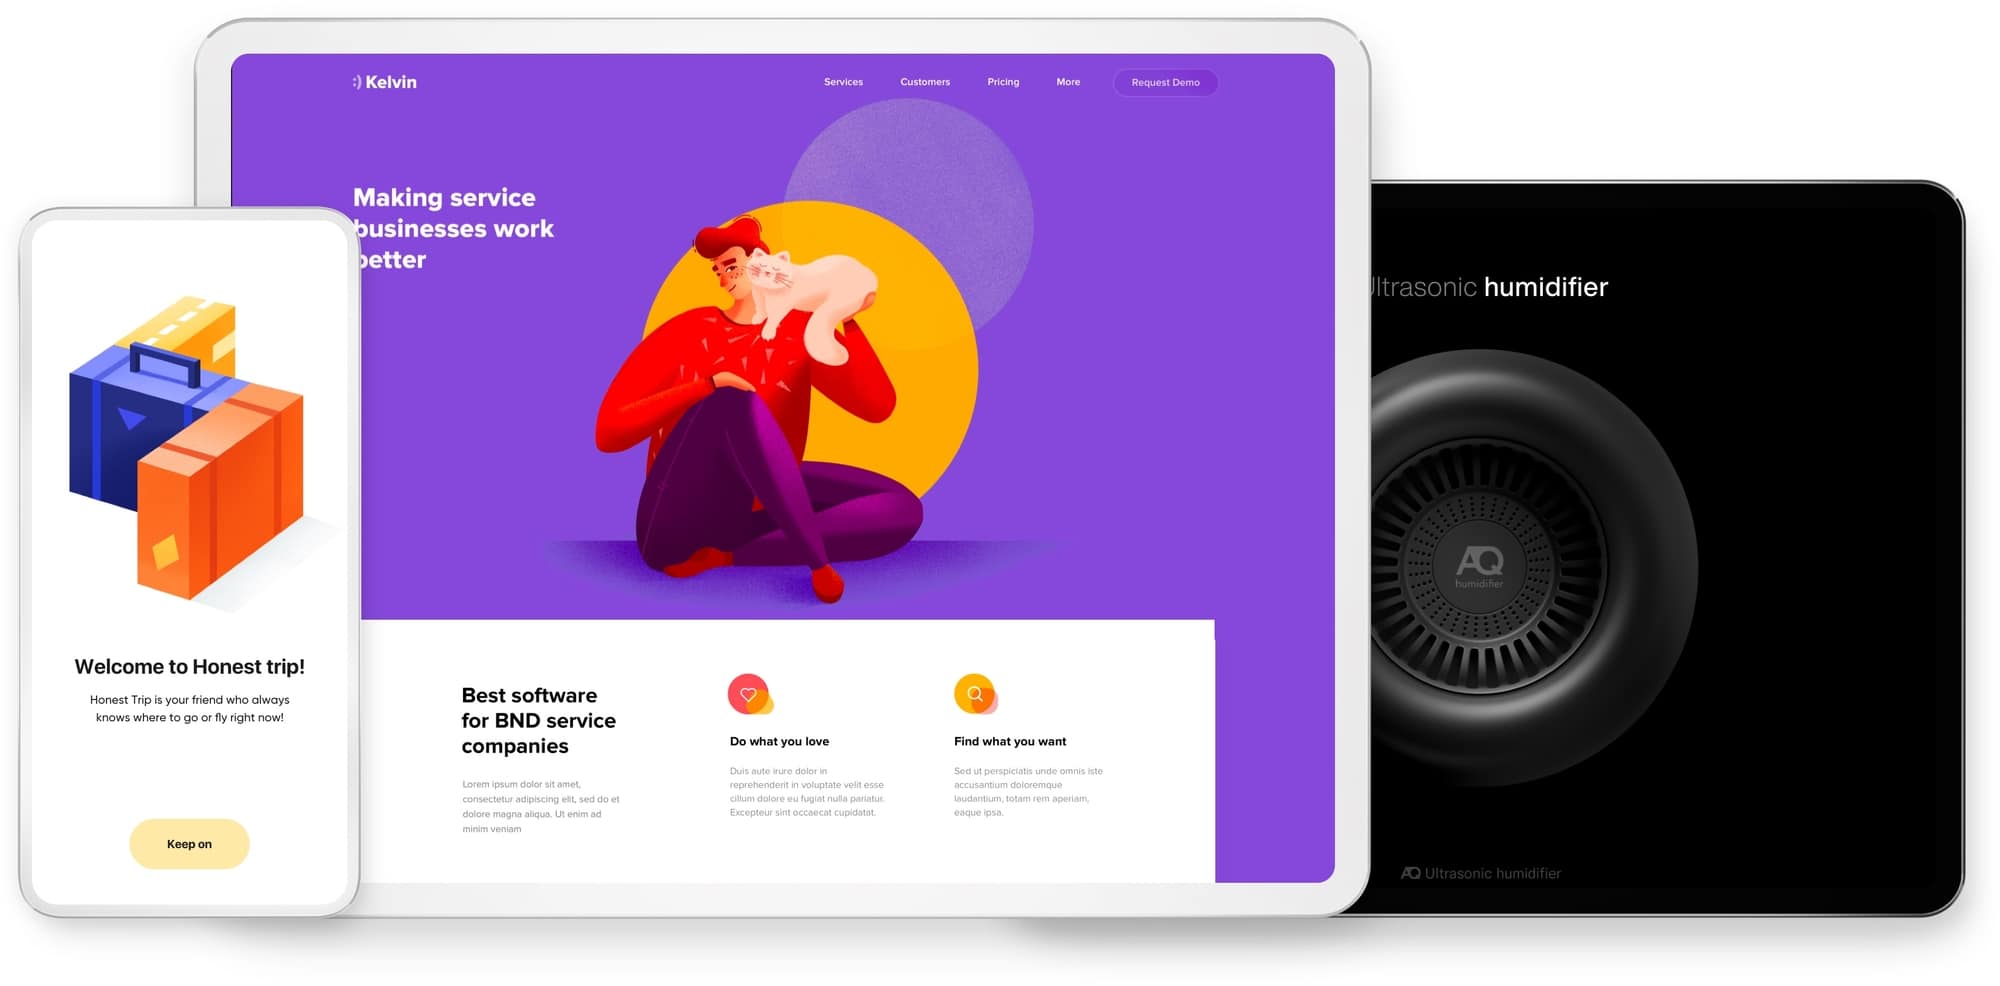 :) Kelvin
Services
Customers
Pricing
More
Request Demo
Making service
businesses work
better
Best software
for BND service
companies
Lorem ipsum dolor sit amet,
consectetur adipiscing elit, sed do et
dolore magna aliqua. Ut enim ad
minim veniam
Do what you love
Duis aute irure dolor in
reprehenderit in voluptate velit esse
cillum dolore eu fugiat nulla pariatur.
Excepteur sint occaecat cupidatat.
Find what you want
Sed ut perspiciatis unde omnis iste
accusantium doloremque
laudantium, totam rem aperiam,
eaque ipsa.
Welcome to Honest trip!
Honest Trip is your friend who always
knows where to go or fly right now!
Keep on
Ultrasonic humidifier
AQ
humidifier
AQ Ultrasonic humidifier